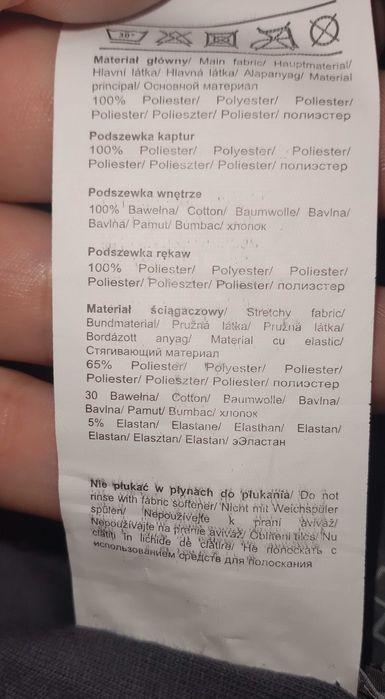 30°
Materiał główny/ Main fabric/ Hauptmaterial/
Hlavní látka/ Hlavná látka/ Alapanyag/ Material
principal/ Основной материал
100% Poliester/ Polyester/ Poliester/
Poliester/ Poliészter/ Poliester/ полиэстер
Podszewka kaptur
100% Poliester/ Polyester/ Poliester/
Poliester/ Poliészter/ Poliester/ полиэстер
Podszewka wnętrze
100% Bawełna/ Cotton/ Baumwolle/ Bavlna/
Bavlna/ Pamut/ Bumbac/ хлопок
Podszewka rękaw
100% Poliester/ Polyester/ Poliester/
Poliester/ Poliészter/ Poliester/ полиэстер
Materiał ściągaczowy/ Stretchy fabric/
Bundmaterial/ Pružná látka/ Pružná látka/
Bordázott anyag/ Material cu elastic/
Стягивающий материал
65% Poliester/ Polyester/ Poliester/
Poliester/ Poliészter/ Poliester/ полиэстер
30 Bawełna/ Cotton/ Baumwolle/ Bavlna/
Bavlna/ Pamut/ Bumbac/ хлопок
5% Elastan/ Elastane/ Elasthan/ Elastan/
Elastan/ Elasztan/ Elastan/ эЭластан
Nie płukać w płynach do płukania/ Do not
rinse with fabric softener/ Nicht mit Weichspüler
spülen/ Nepoužívejte k praní aviváž/
Nepoužívajte na pranie aviváž/ Öblíteni tilos/ Nu
clătiți în lichide de clătire/ Не полоскать с
использованием средств для полоскания